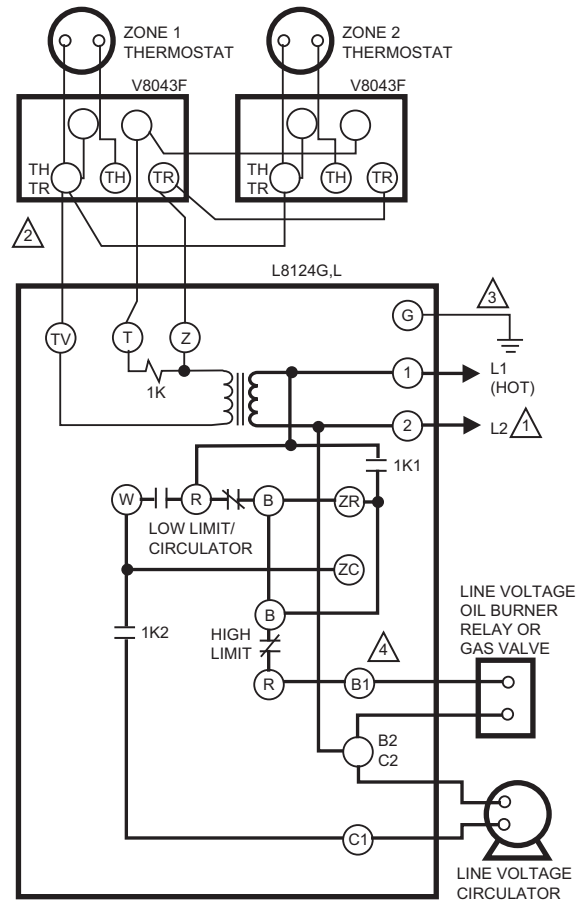 ZONE 1
THERMOSTAT
ZONE 2
THERMOSTAT
V8043F
V8043F
TH
TR
TH
TR
TH
TR
TH
TR
2
L8124G,L
3
TV
T
Z
G
1K
1
L1
(HOT)
2
L2
1
1K1
W
R
B
ZR
LOW LIMIT/
CIRCULATOR
ZC
LINE VOLTAGE
OIL BURNER
RELAY OR
GAS VALVE
B
1K2
HIGH
LIMIT
4
R
B1
B2
C2
C1
LINE VOLTAGE
CIRCULATOR